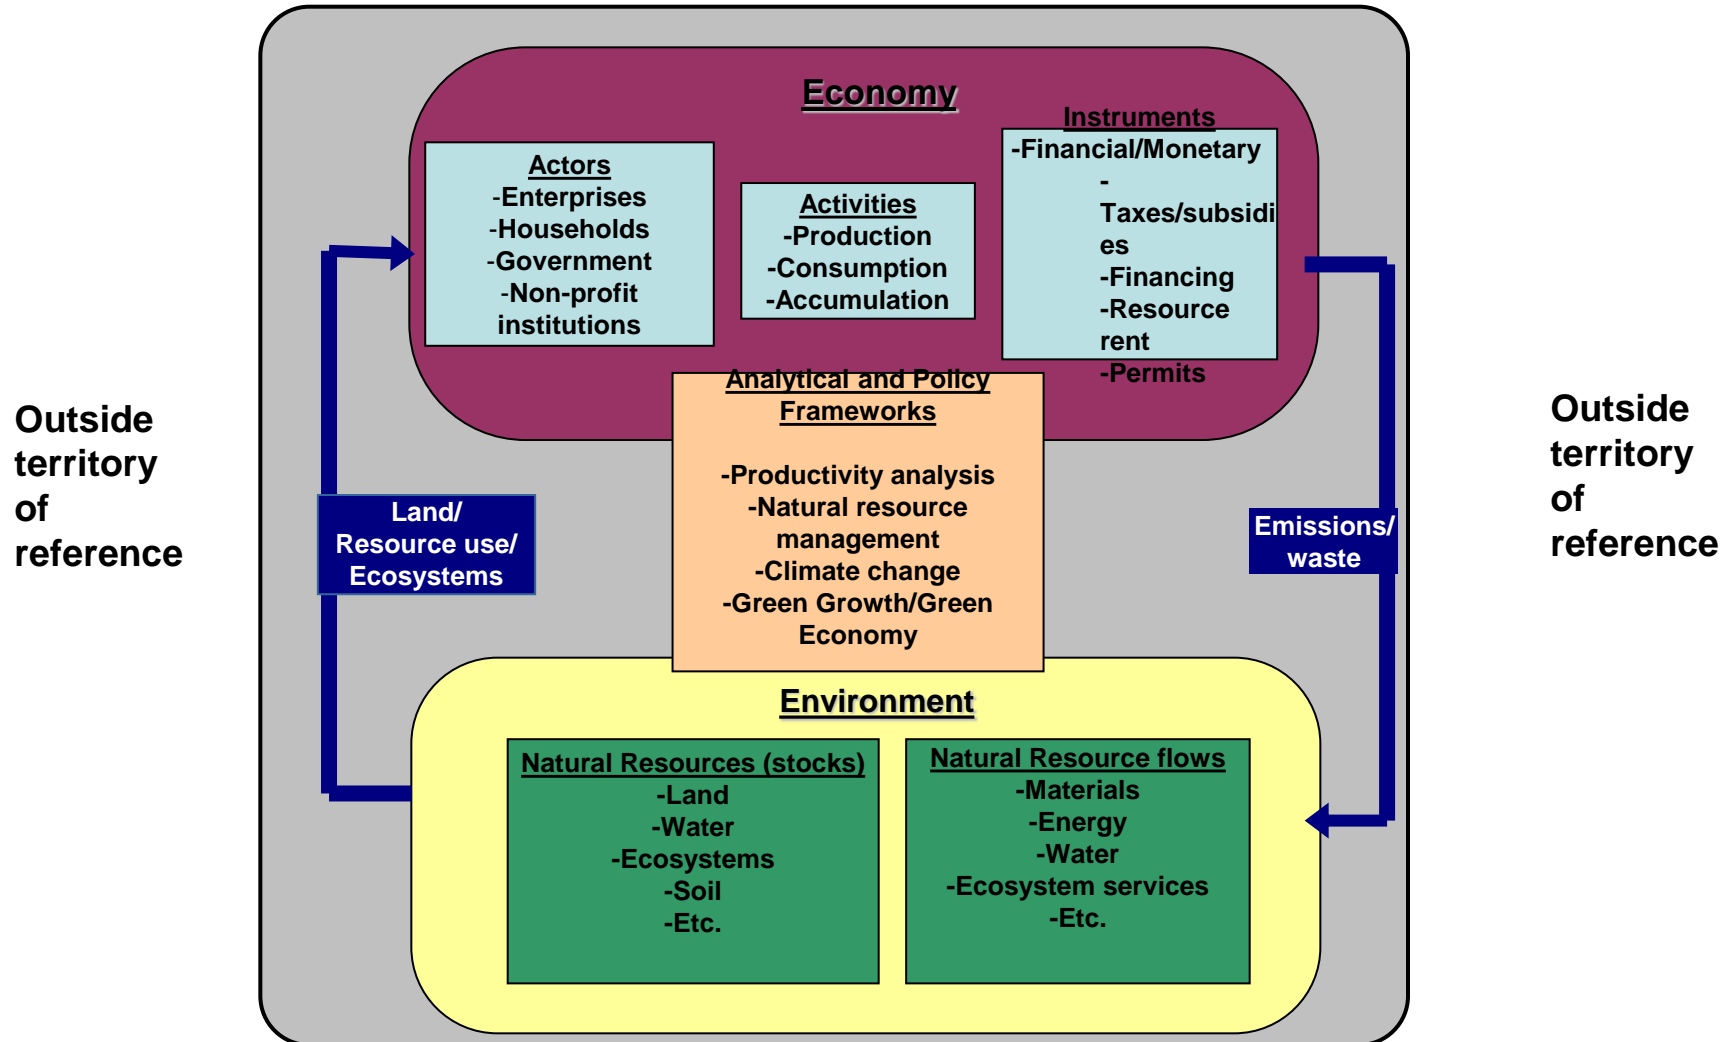 Economy
Actors
-Enterprises
-Households
-Government
-Non-profit
institutions
Activities
-Production
-Consumption
-Accumulation
Instruments
-Financial/Monetary
-
Taxes/subsidi
es
-Financing
-Resource
rent
-Permits
Analytical and Policy
Frameworks
-Productivity analysis
-Natural resource
management
-Climate change
-Green Growth/Green
Economy
Outside
territory
of
reference
Land/
Resource use/
Ecosystems
Emissions/
waste
Outside
territory
of
reference
Environment
Natural Resources (stocks)
-Land
-Water
-Ecosystems
-Soil
-Etc.
Natural Resource flows
-Materials
-Energy
-Water
-Ecosystem services
-Etc.